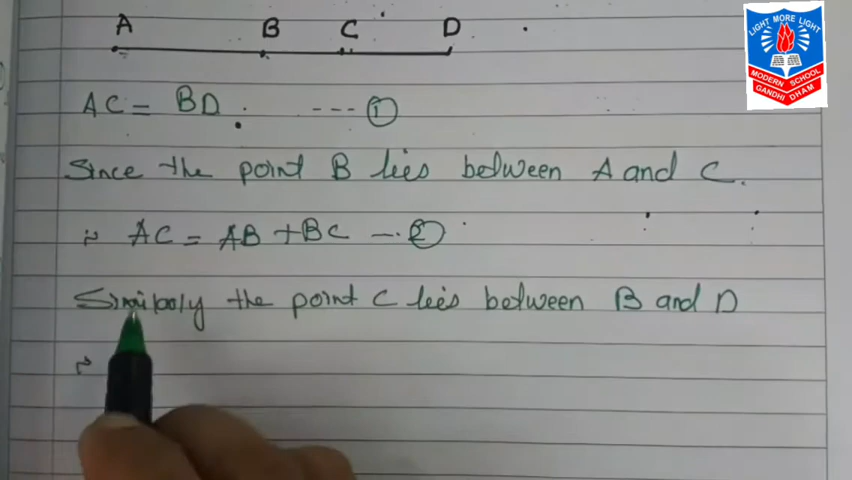 LIGHT MORE LIGHT
MODERN SCHOOL
GANDHI DHAM
A B C D
AC = BD. --- ①
Since the point B lies between A and C.
∴ AC = AB + BC --- ②
Similarly the point C lies between B and D
∴